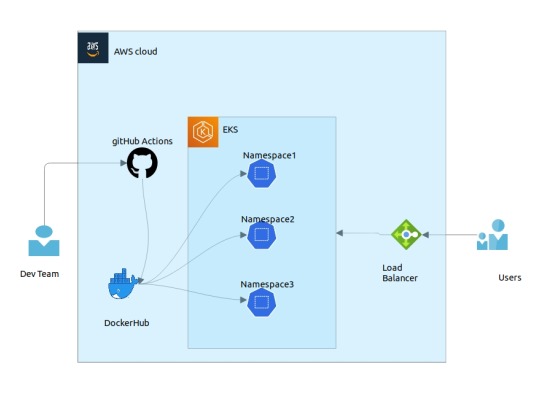 aws
AWS cloud
gitHub Actions
EKS
K
Namespace1
Namespace2
Dev Team
Load
Balancer
Users
Namespace3
DockerHub